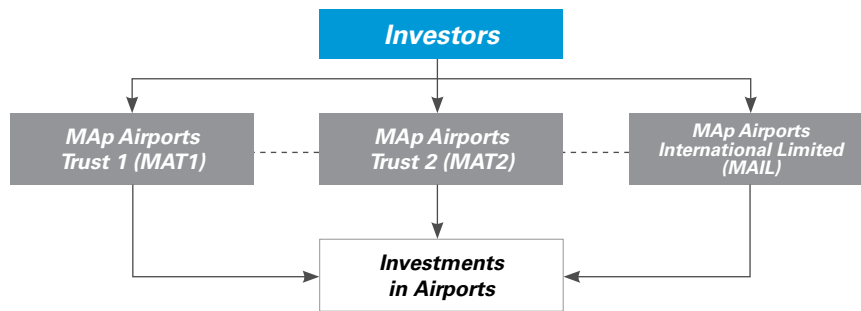 Investors
MAp Airports
Trust 1 (MAT1)
MAp Airports
Trust 2 (MAT2)
MAp Airports
International Limited
(MAIL)
Investments
in Airports